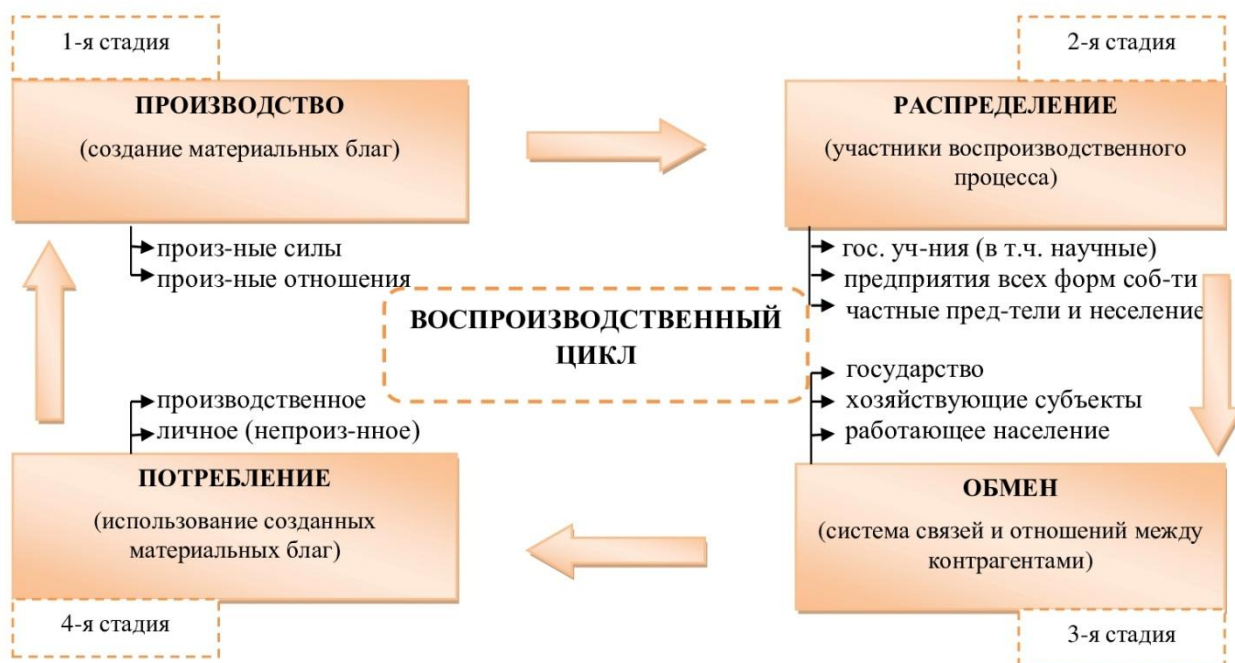 1-я стадия
ПРОИЗВОДСТВО
(создание материальных благ)
произ-ные силы
произ-ные отношения
2-я стадия
РАСПРЕДЕЛЕНИЕ
(участники воспроизводственного
процесса)
гос. уч-ния (в т.ч. научные)
предприятия всех форм соб-ти
частные пред-тели и неселение
ВОСПРОИЗВОДСТВЕННЫЙ
ЦИКЛ
государство
хозяйствующие субъекты
работающее население
ОБМЕН
(система связей и отношений между
контрагентами)
3-я стадия
производственное
личное (непроиз-нное)
ПОТРЕБЛЕНИЕ
(использование созданных
материальных благ)
4-я стадия